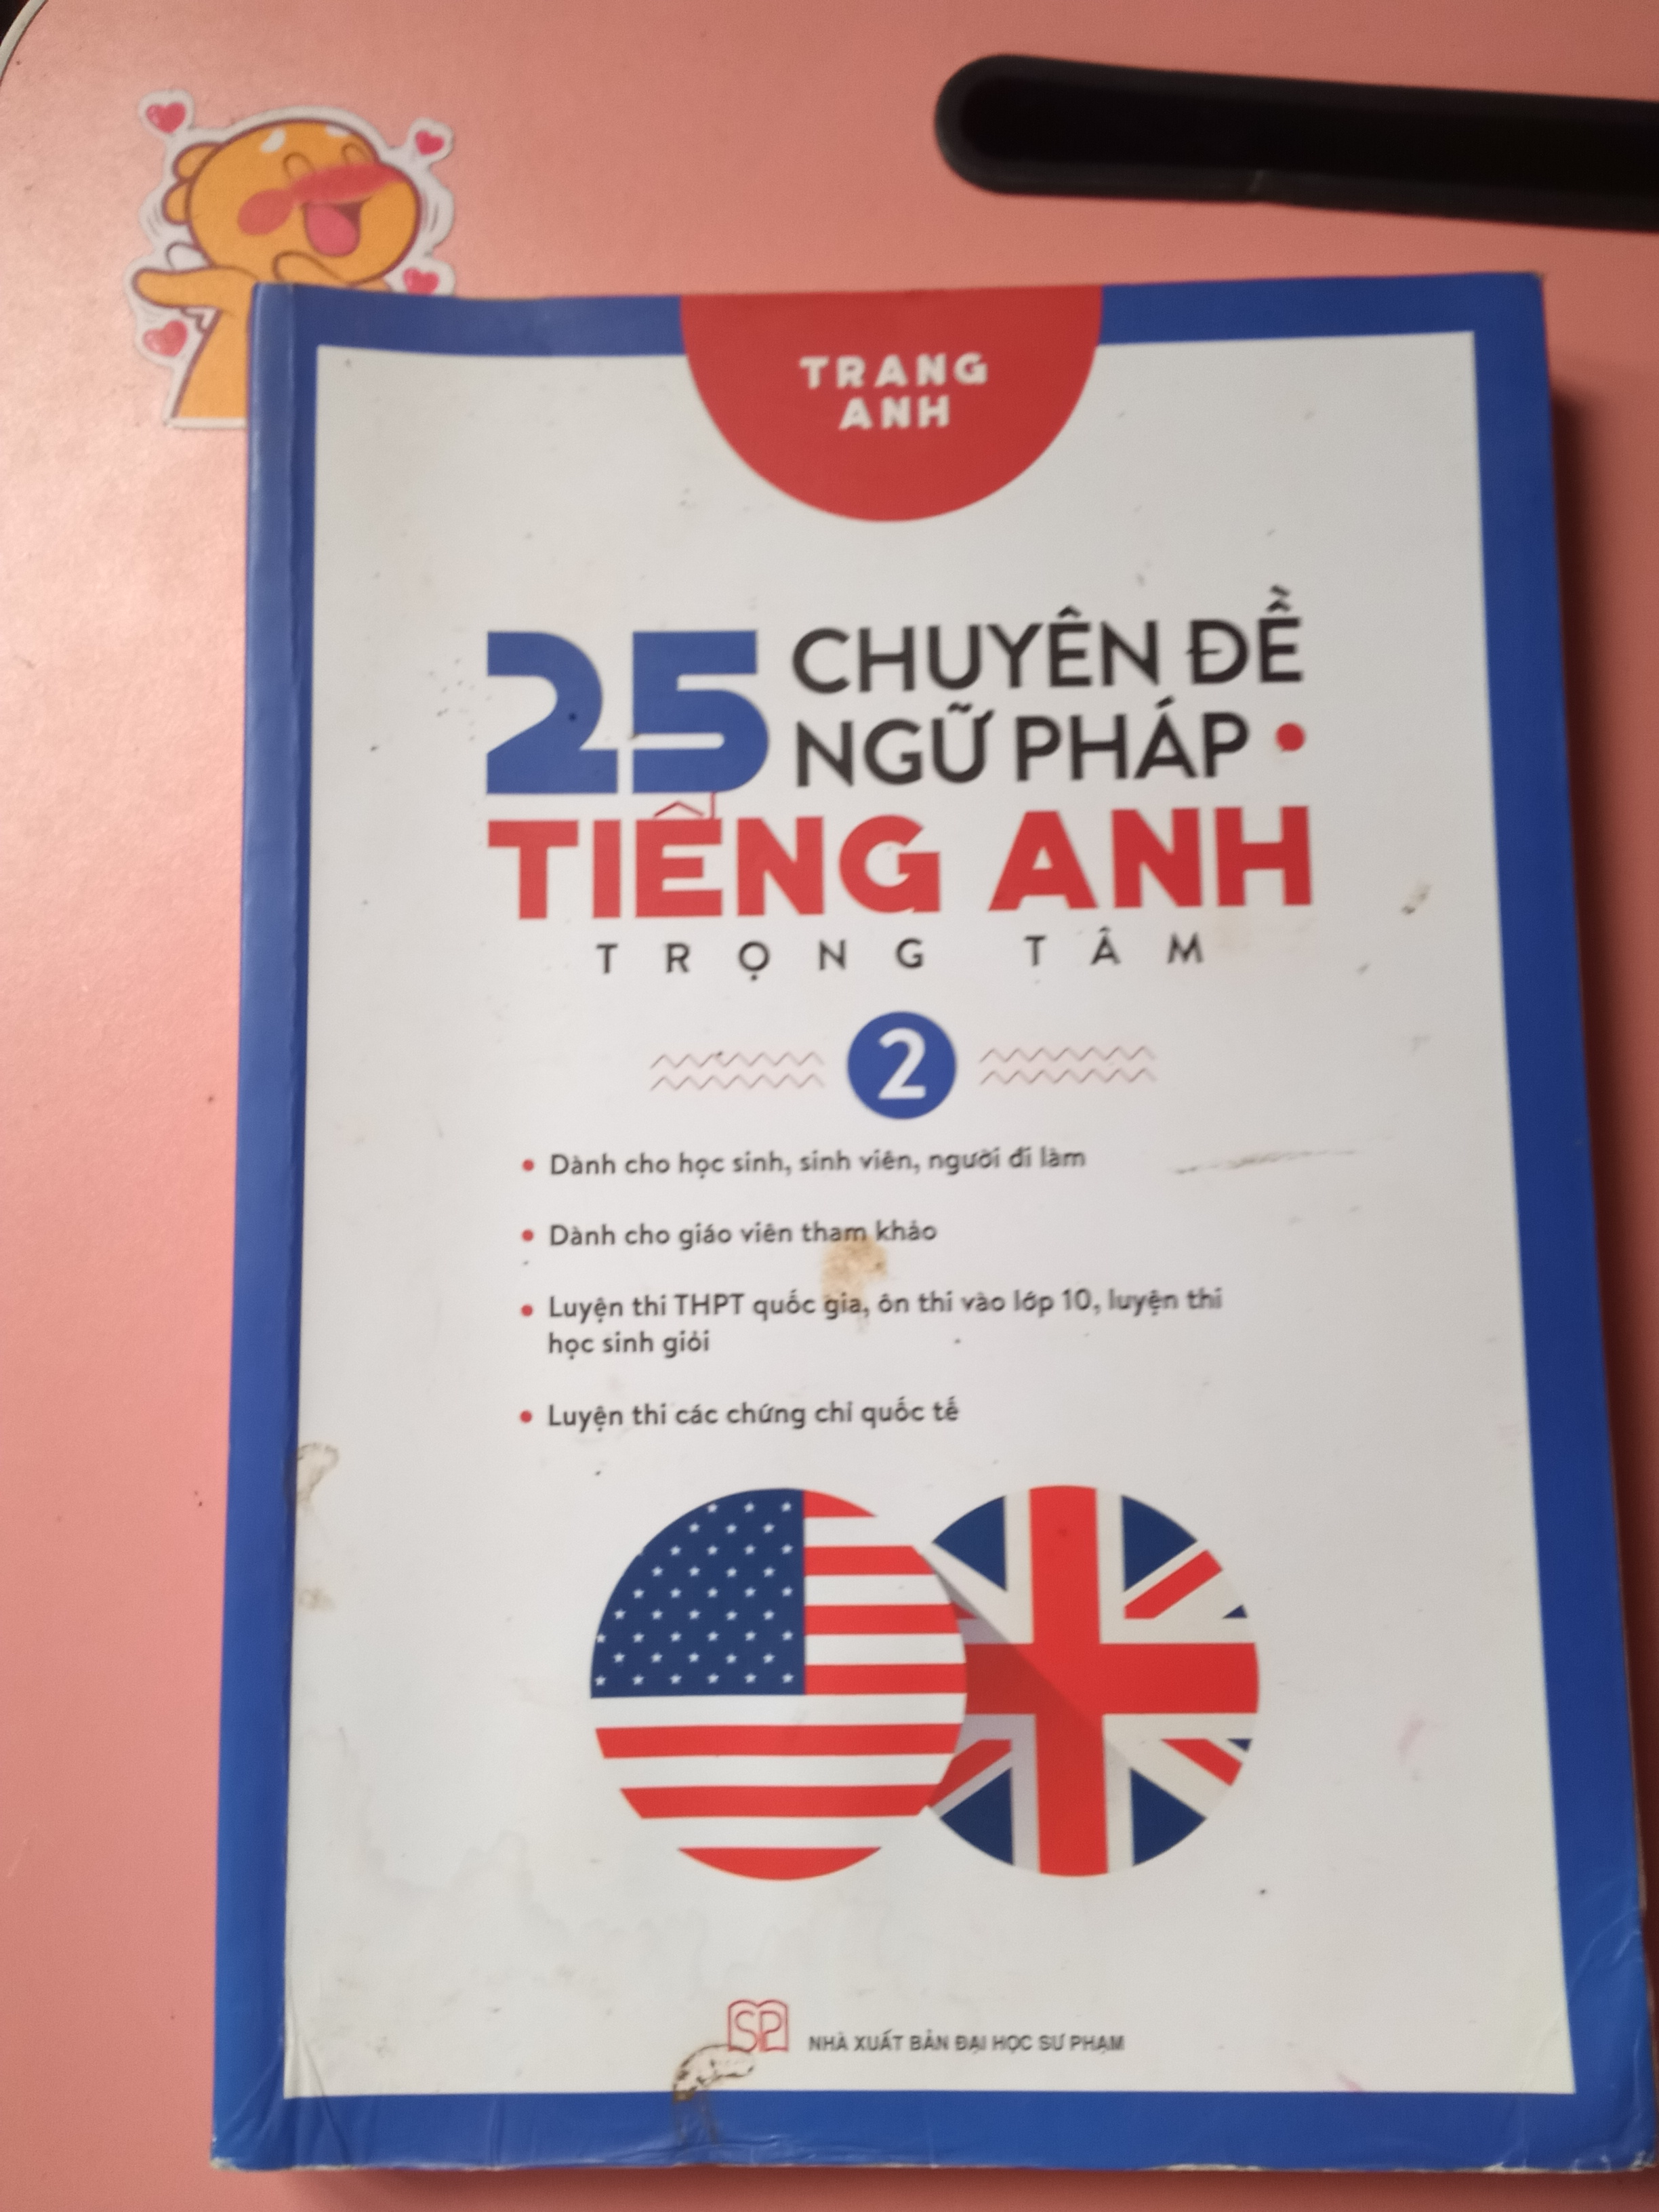 TRANG
ANH
25 CHUYÊN ĐỀ
NGỮ PHÁP
TIẾNG ANH
TRỌNG TÂM
2
Dành cho học sinh, sinh viên, người đi làm
Dành cho giáo viên tham khảo
Luyện thi THPT quốc gia, ôn thi vào lớp 10, luyện thi
học sinh giỏi
Luyện thi các chứng chỉ quốc tế
SP NHÀ XUẤT BẢN ĐẠI HỌC SƯ PHẠM